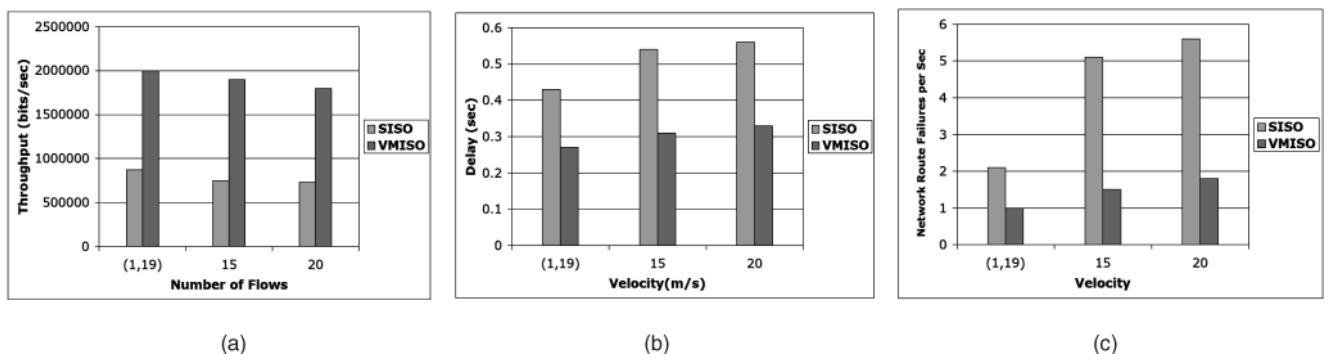 2500000
2000000
1500000
1000000
500000
0
Throughput (bits/sec)
(1,19) 15 20
Number of Flows
SISO
VMISO
(a)
0.6
0.5
0.4
0.3
0.2
0.1
0
Delay (sec)
(1,19) 15 20
Velocity(m/s)
SISO
VMISO
(b)
6
5
4
3
2
1
0
Network Route Failures per Sec
(1,19) 15 20
Velocity
SISO
VMISO
(c)